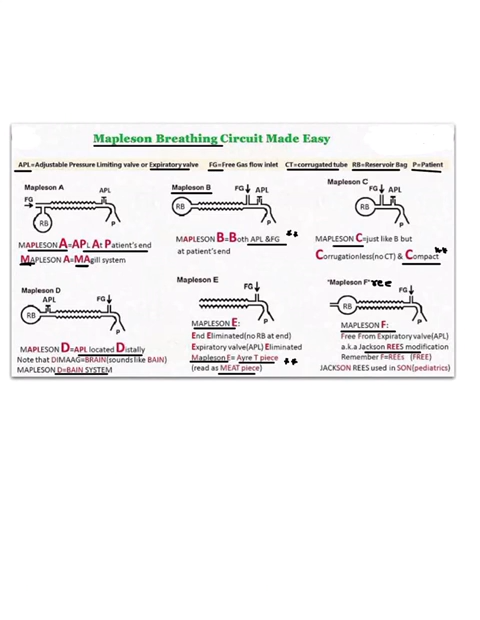 Mapleson Breathing Circuit Made Easy
APL=Adjustable Pressure Limiting valve or Expiratory valve FG=Free Gas flow inlet CT=corrugated tube RB=Reservoir Bag P=Patient
Mapleson A
FG
APL
RB
P
MAPLESON A=APL At Patient's end
MAPLESON A=MAgill system
Mapleson B
FG
APL
RB
P
MAPLESON B=Both APL &FG **
at patient's end
Mapleson C
FG
APL
RB
P
MAPLESON C=just like B but
Corrugationless(no CT) & Compact **
Mapleson D
APL
FG
RB
P
MAPLESON D=APL located Distally
Note that DIMAAG=BRAIN(sounds like BAIN)
MAPLESON D=BAIN SYSTEM
Mapleson E
FG
P
MAPLESON E:
End Eliminated(no RB at end)
Expiratory valve(APL) Eliminated
Mapleson E= Ayre T piece **
(read as MEAT piece)
"Mapleson F" ree
FG
RB
P
MAPLESON F:
Free From Expiratory valve(APL)
a.k.a Jackson REES modification
Remember F=REEs (FREE)
JACKSON REES used in SON(pediatrics)